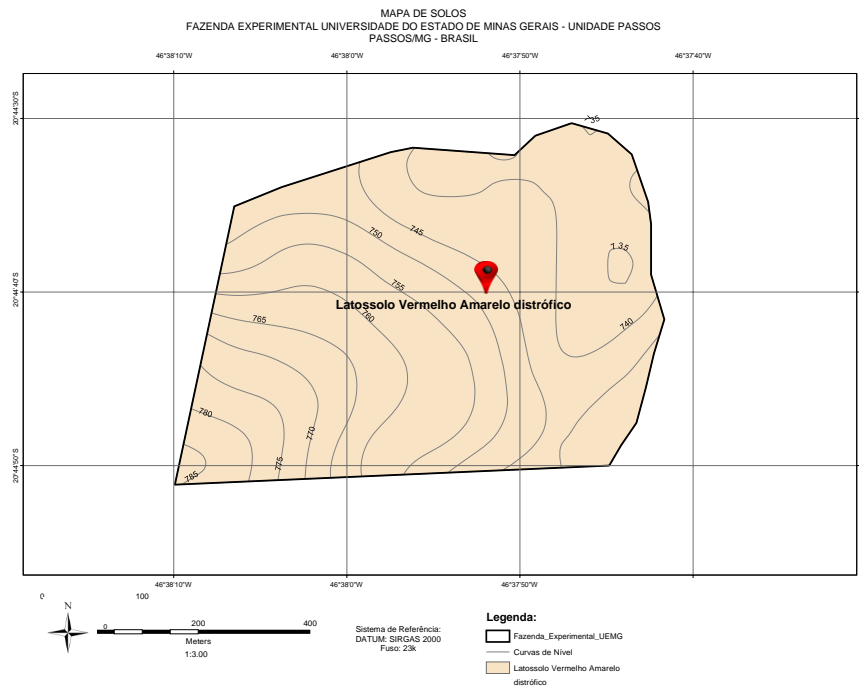 MAPA DE SOLOS
FAZENDA EXPERIMENTAL UNIVERSIDADE DO ESTADO DE MINAS GERAIS - UNIDADE PASSOS
PASSOS/MG - BRASIL
46°38'10"W
46°38'0"W
46°37'50"W
46°37'40"W
20°44'30"S
20°44'40"S
20°44'50"S
735
750
745
735
755
Latossolo Vermelho Amarelo distrófico
760
765
740
780
770
775
785
46°38'10"W
46°38'0"W
46°37'50"W
46°37'40"W
0
100
N
0
200
400
Meters
1:3.00
Sistema de Referência:
DATUM: SIRGAS 2000
Fuso: 23k
Legenda:
Fazenda_Experimental_UEMG
Curvas de Nível
Latossolo Vermelho Amarelo
distrófico